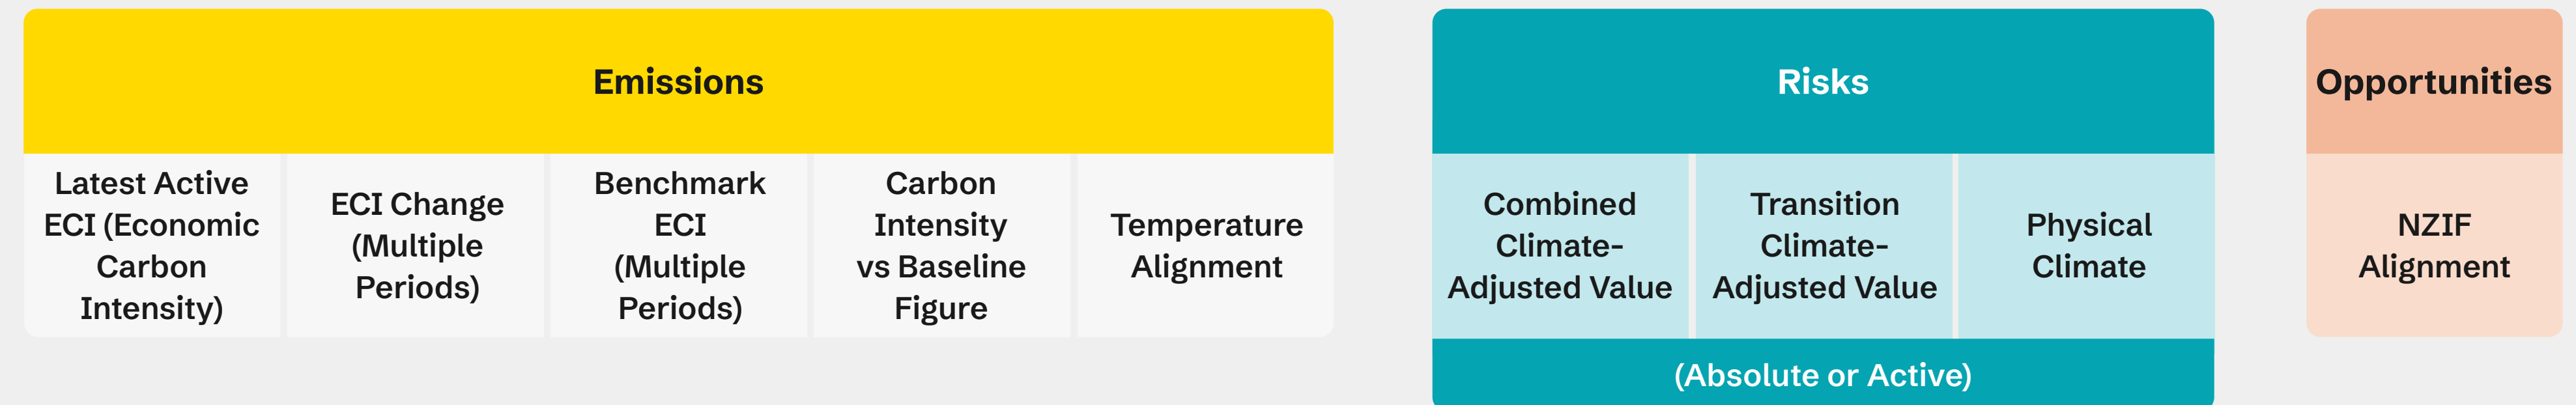 Emissions
Latest Active
ECI (Economic
Carbon
Intensity)
ECI Change
(Multiple
Periods)
Benchmark
ECI
(Multiple
Periods)
Carbon
Intensity
vs Baseline
Figure
Temperature
Alignment
Risks
Combined
Climate-
Adjusted Value
Transition
Climate-
Adjusted Value
Physical
Climate
(Absolute or Active)
Opportunities
NZIF
Alignment